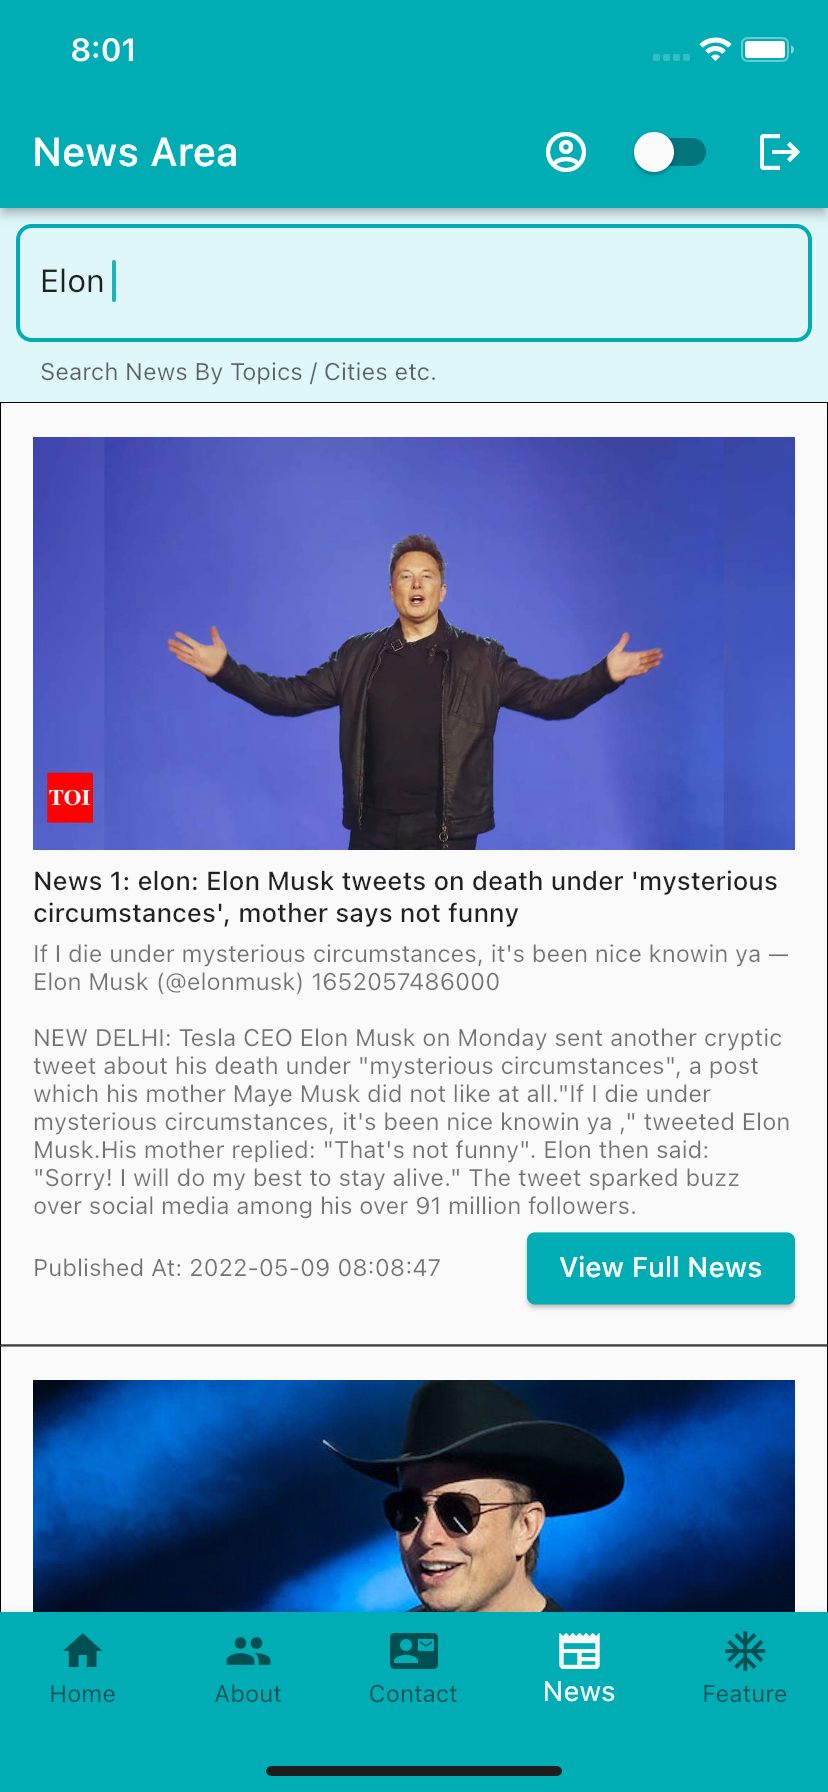 8:01
News Area
Elon
Search News By Topics / Cities etc.
TOI
News 1: elon: Elon Musk tweets on death under 'mysterious
circumstances', mother says not funny
If I die under mysterious circumstances, it's been nice knowin ya —
Elon Musk (@elonmusk) 1652057486000
NEW DELHI: Tesla CEO Elon Musk on Monday sent another cryptic
tweet about his death under "mysterious circumstances", a post
which his mother Maye Musk did not like at all."If I die under
mysterious circumstances, it's been nice knowin ya ," tweeted Elon
Musk.His mother replied: "That's not funny". Elon then said:
"Sorry! I will do my best to stay alive." The tweet sparked buzz
over social media among his over 91 million followers.
Published At: 2022-05-09 08:08:47
View Full News
Home
About
Contact
News
Feature